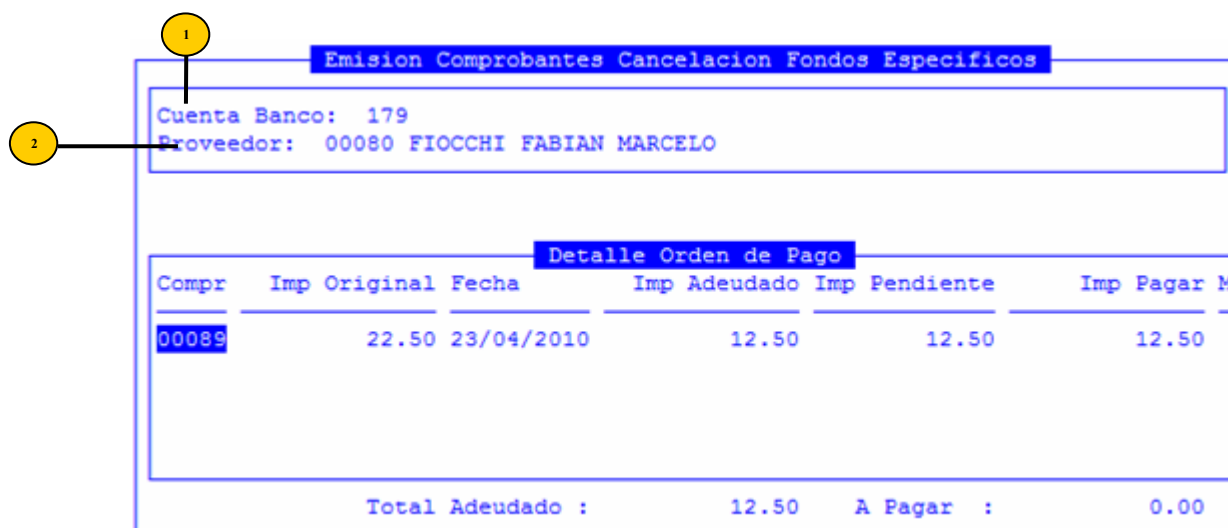 1
Emision Comprobantes Cancelacion Fondos Especificos
Cuenta Banco: 179
2
Proveedor: 00080 FIOCCHI FABIAN MARCELO
Detalle Orden de Pago
Compr Imp Original Fecha Imp Adeudado Imp Pendiente Imp Pagar M
00089 22.50 23/04/2010 12.50 12.50 12.50
Total Adeudado : 12.50 A Pagar : 0.00